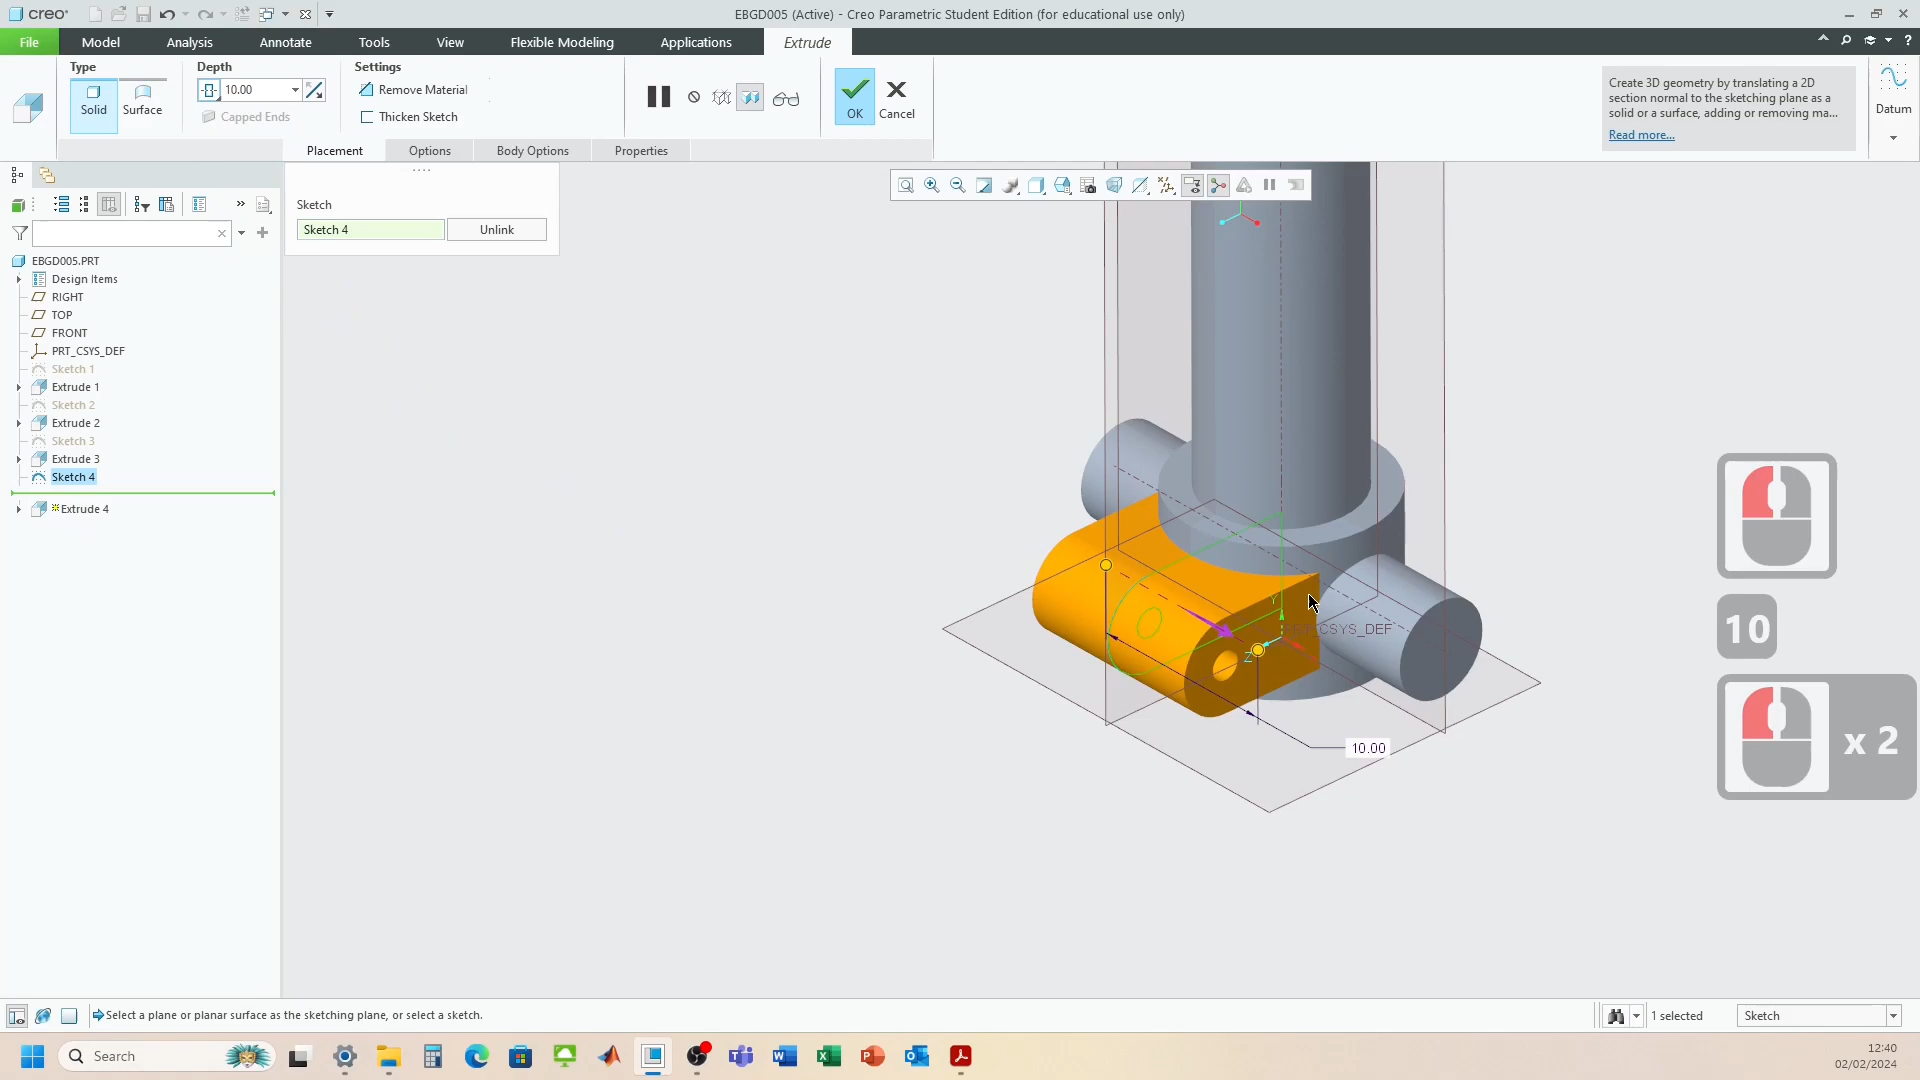 creo
EBGD005 (Active) - Creo Parametric Student Edition (for educational use only)
File
Model
Analysis
Annotate
Tools
View
Flexible Modeling
Applications
Extrude
Type
Depth
Settings
10.00
Remove Material
Solid
Surface
Capped Ends
Thicken Sketch
OK
Cancel
Create 3D geometry by translating a 2D
section normal to the sketching plane as a
solid or a surface, adding or removing ma...
Read more...
Datum
Placement
Options
Body Options
Properties
Sketch
Sketch 4
Unlink
EBGD005.PRT
Design Items
RIGHT
TOP
FRONT
PRT_CSYS_DEF
Sketch 1
Extrude 1
Sketch 2
Extrude 2
Sketch 3
Extrude 3
Sketch 4
Extrude 4
Y
PRT_CSYS_DEF
Z
10.00
10
x 2
Select a plane or planar surface as the sketching plane, or select a sketch.
1 selected
Sketch
Search
12:40
02/02/2024